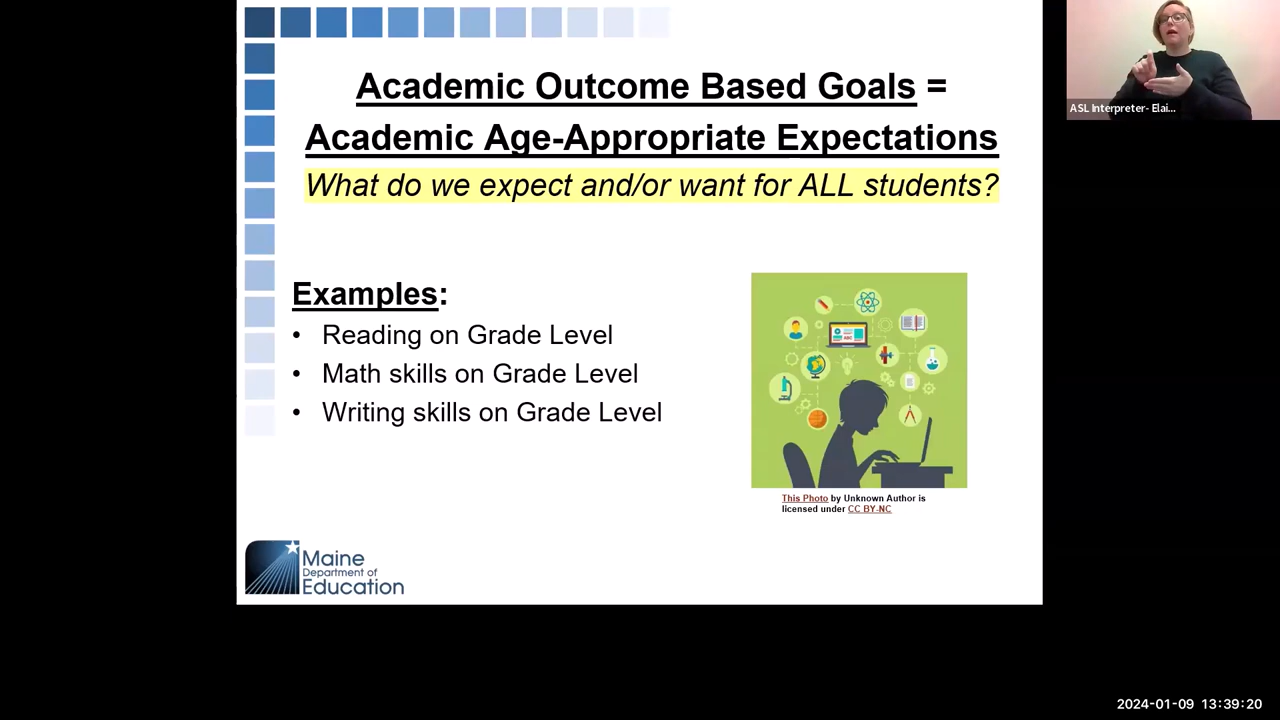 Academic Outcome Based Goals =
Academic Age-Appropriate Expectations
What do we expect and/or want for ALL students?
Examples:
• Reading on Grade Level
• Math skills on Grade Level
• Writing skills on Grade Level
This Photo by Unknown Author is
licensed under CC BY-NC
Maine
Department of
Education
ASL Interpreter- Elai...
2024-01-09 13:39:20